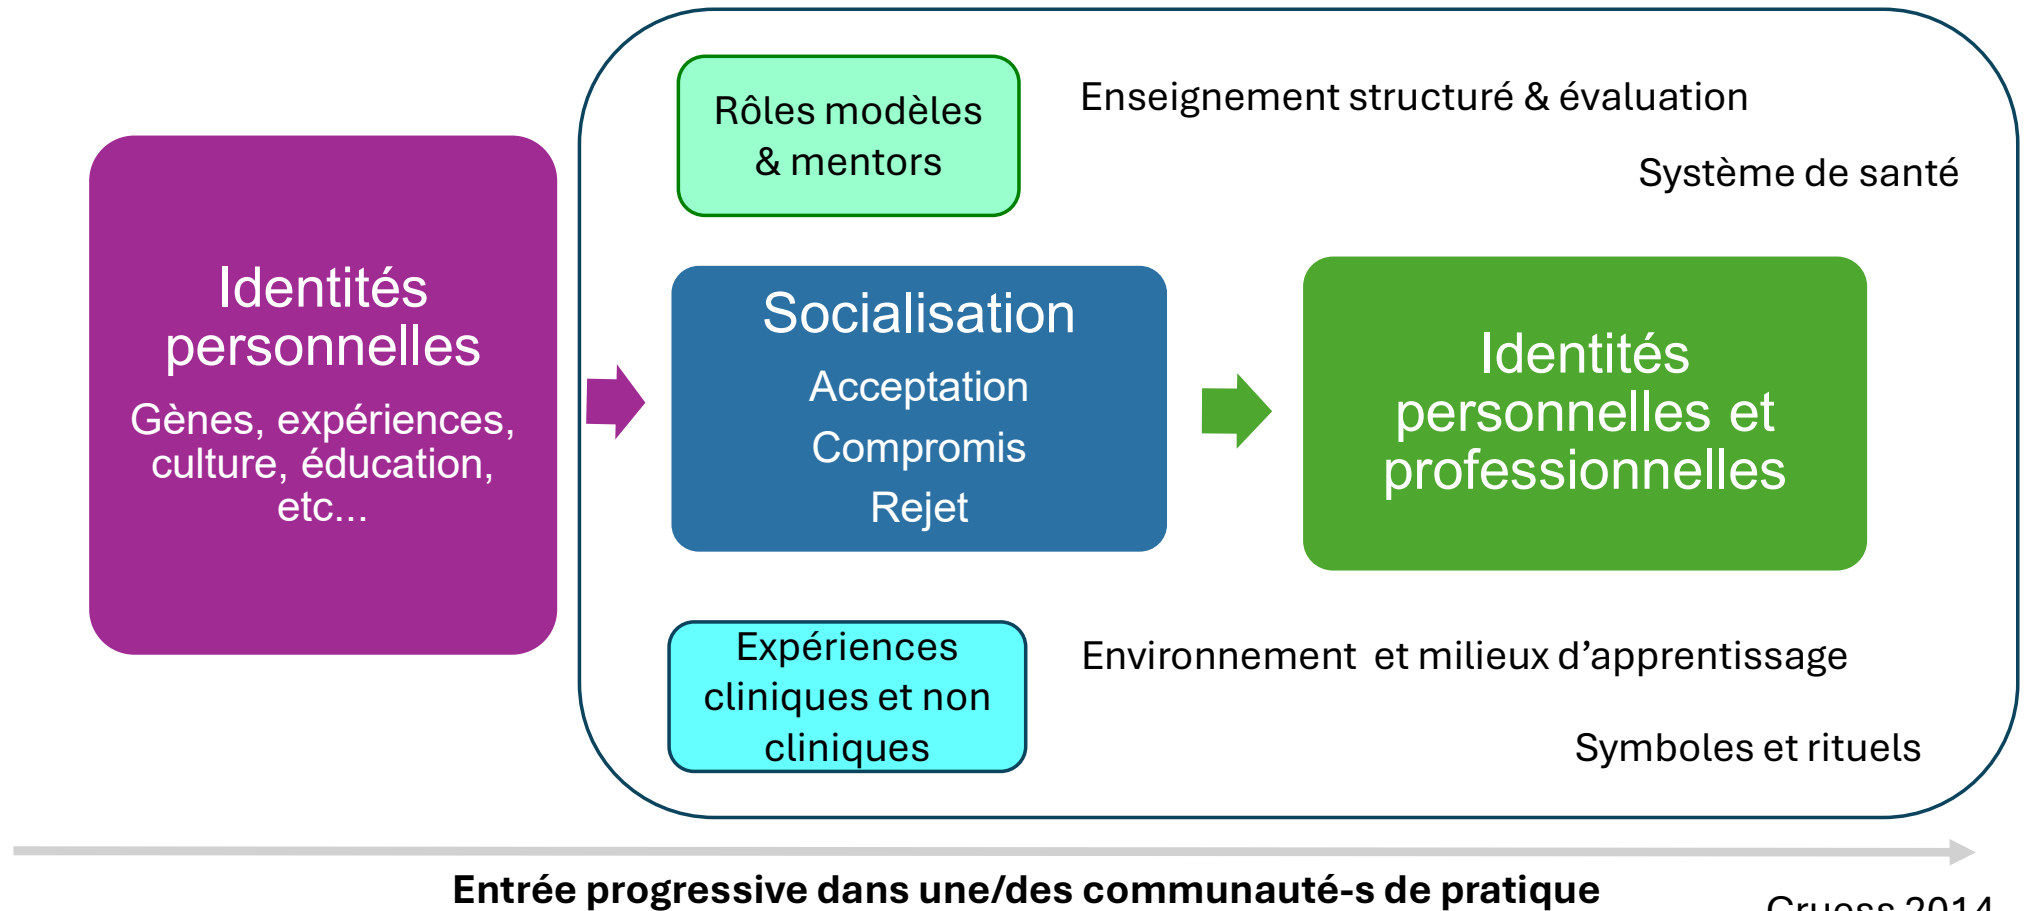 Rôles modèles
& mentors
Enseignement structuré & évaluation
Système de santé
Identités
personnelles
Gènes, expériences,
culture, éducation,
etc...
Socialisation
Acceptation
Compromis
Rejet
Identités
personnelles et
professionnelles
Expériences
cliniques et non
cliniques
Environnement  et milieux d’apprentissage
Symboles et rituels
Entrée progressive dans une/des communauté-s de pratique
Cruess 2014